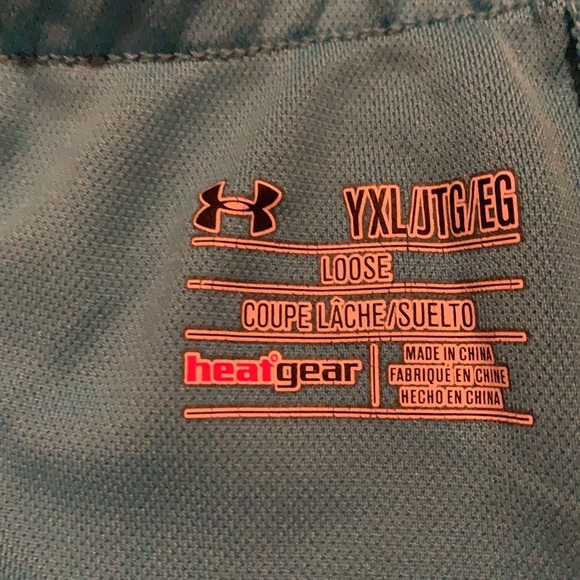 YXL/JTG/EG
LOOSE
COUPE LÂCHE/SUELTO
heatgear
MADE IN CHINA
FABRIQUÉ EN CHINE
HECHO EN CHINA